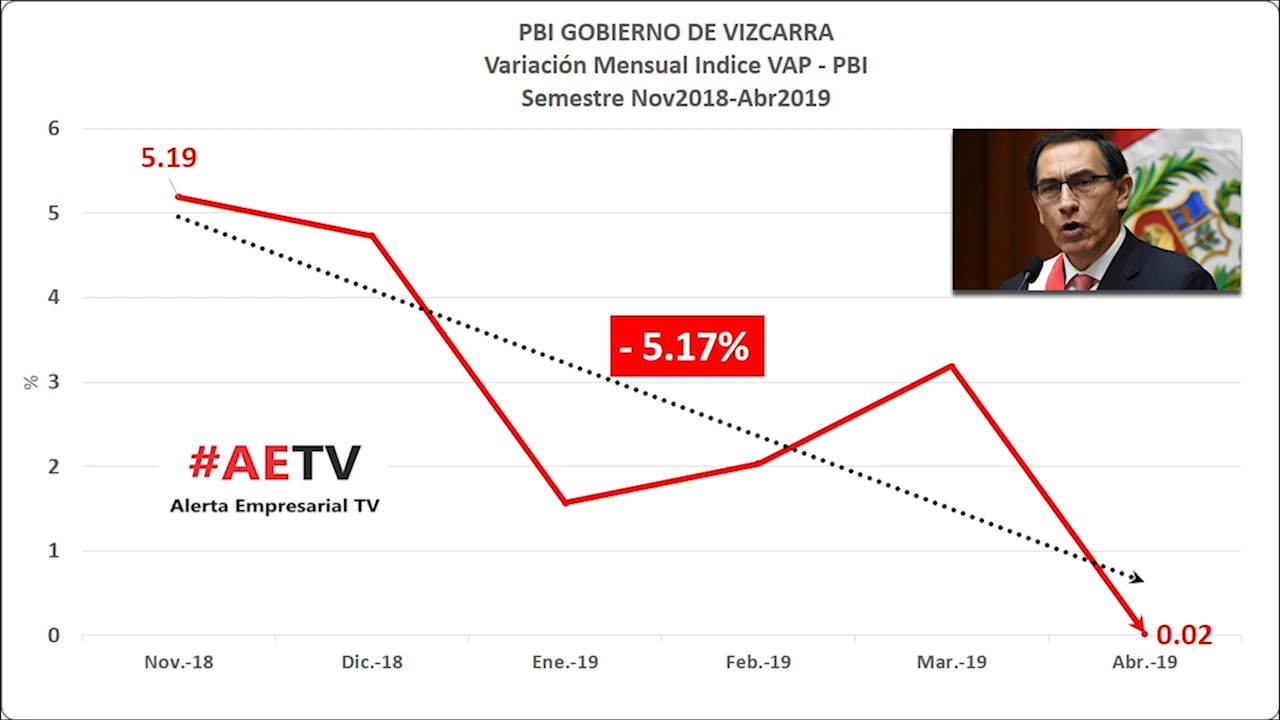 PBI GOBIERNO DE VIZCARRA
Variación Mensual Indice VAP - PBI
Semestre Nov2018-Abr2019
6
5.19
5
4
- 5.17%
3
%
#AETV
2
Alerta Empresarial TV
1
0
0.02
Nov.-18 Dic.-18 Ene.-19 Feb.-19 Mar.-19 Abr.-19